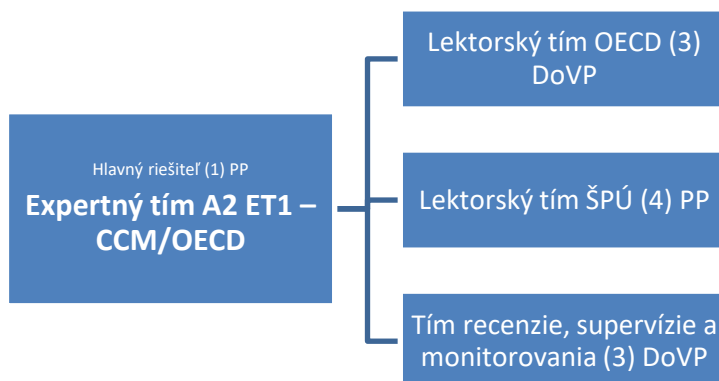 Hlavný riešiteľ (1) PP
Expertný tím A2 ET1 –
CCM/OECD
Lektorský tím OECD (3)
DoVP
Lektorský tím ŠPÚ (4) PP
Tím recenzie, supervízie a
monitorovania (3) DoVP